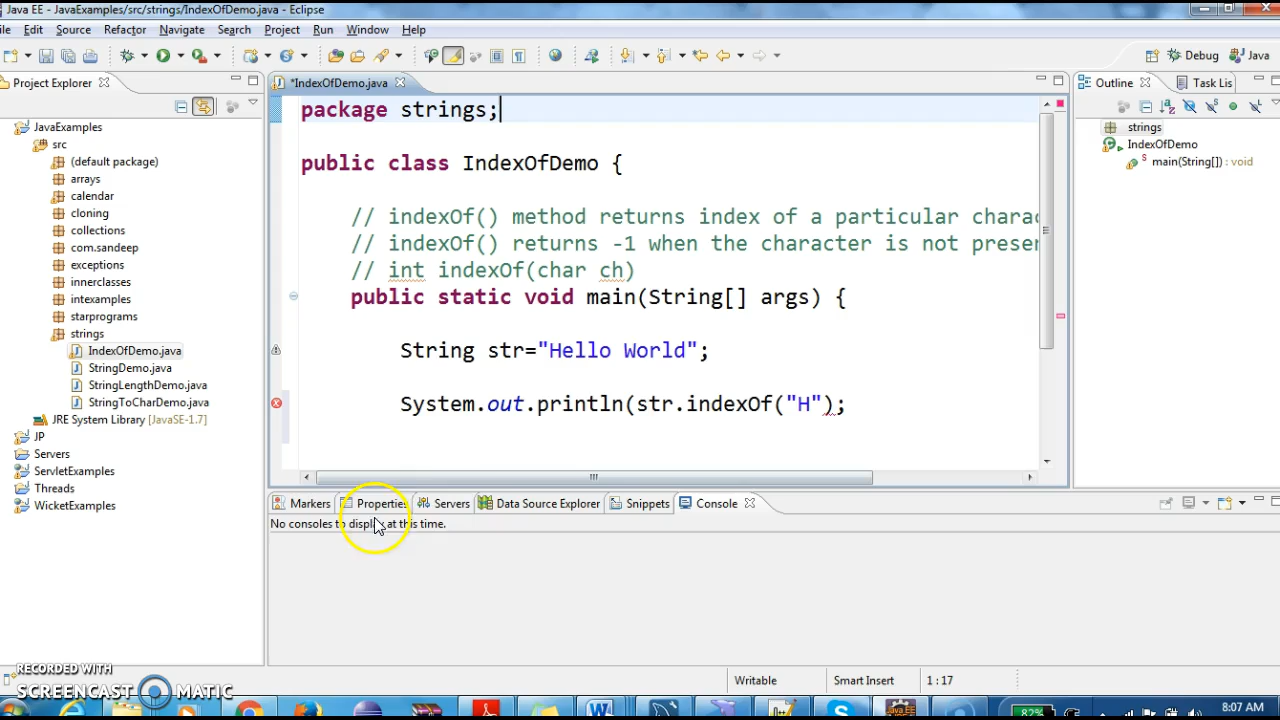 Java EE - JavaExamples/src/strings/IndexOfDemo.java - Eclipse
ile Edit Source Refactor Navigate Search Project Run Window Help
Debug Java
Project Explorer
JavaExamples
src
(default package)
arrays
calendar
cloning
collections
com.sandeep
exceptions
innerclasses
intexamples
starprograms
strings
IndexOfDemo.java
StringDemo.java
StringLengthDemo.java
StringToCharDemo.java
JRE System Library [JavaSE-1.7]
JP
Servers
ServletExamples
Threads
WicketExamples
*IndexOfDemo.java
package strings;
public class IndexOfDemo {
// indexOf() method returns index of a particular charac
// indexOf() returns -1 when the character is not presen
// int indexOf(char ch)
public static void main(String[] args) {
String str="Hello World";
System.out.println(str.indexOf("H");
Outline Task Lis
strings
IndexOfDemo
main(String[]) : void
Markers Properties Servers Data Source Explorer Snippets Console
No consoles to display at this time.
Writable Smart Insert 1 : 17
RECORDED WITH
SCREENCAST MATIC
82% 8:07 AM